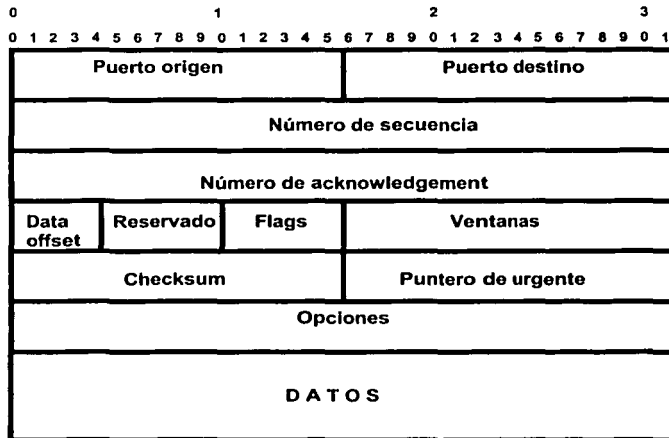 0 1 2 3
0 1 2 3 4 5 6 7 8 9 0 1 2 3 4 5 6 7 8 9 0 1 2 3 4 5 6 7 8 9 0 1
Puerto origen Puerto destino
Número de secuencia
Número de acknowledgement
Data offset Reservado Flags Ventanas
Checksum Puntero de urgente
Opciones
DATOS